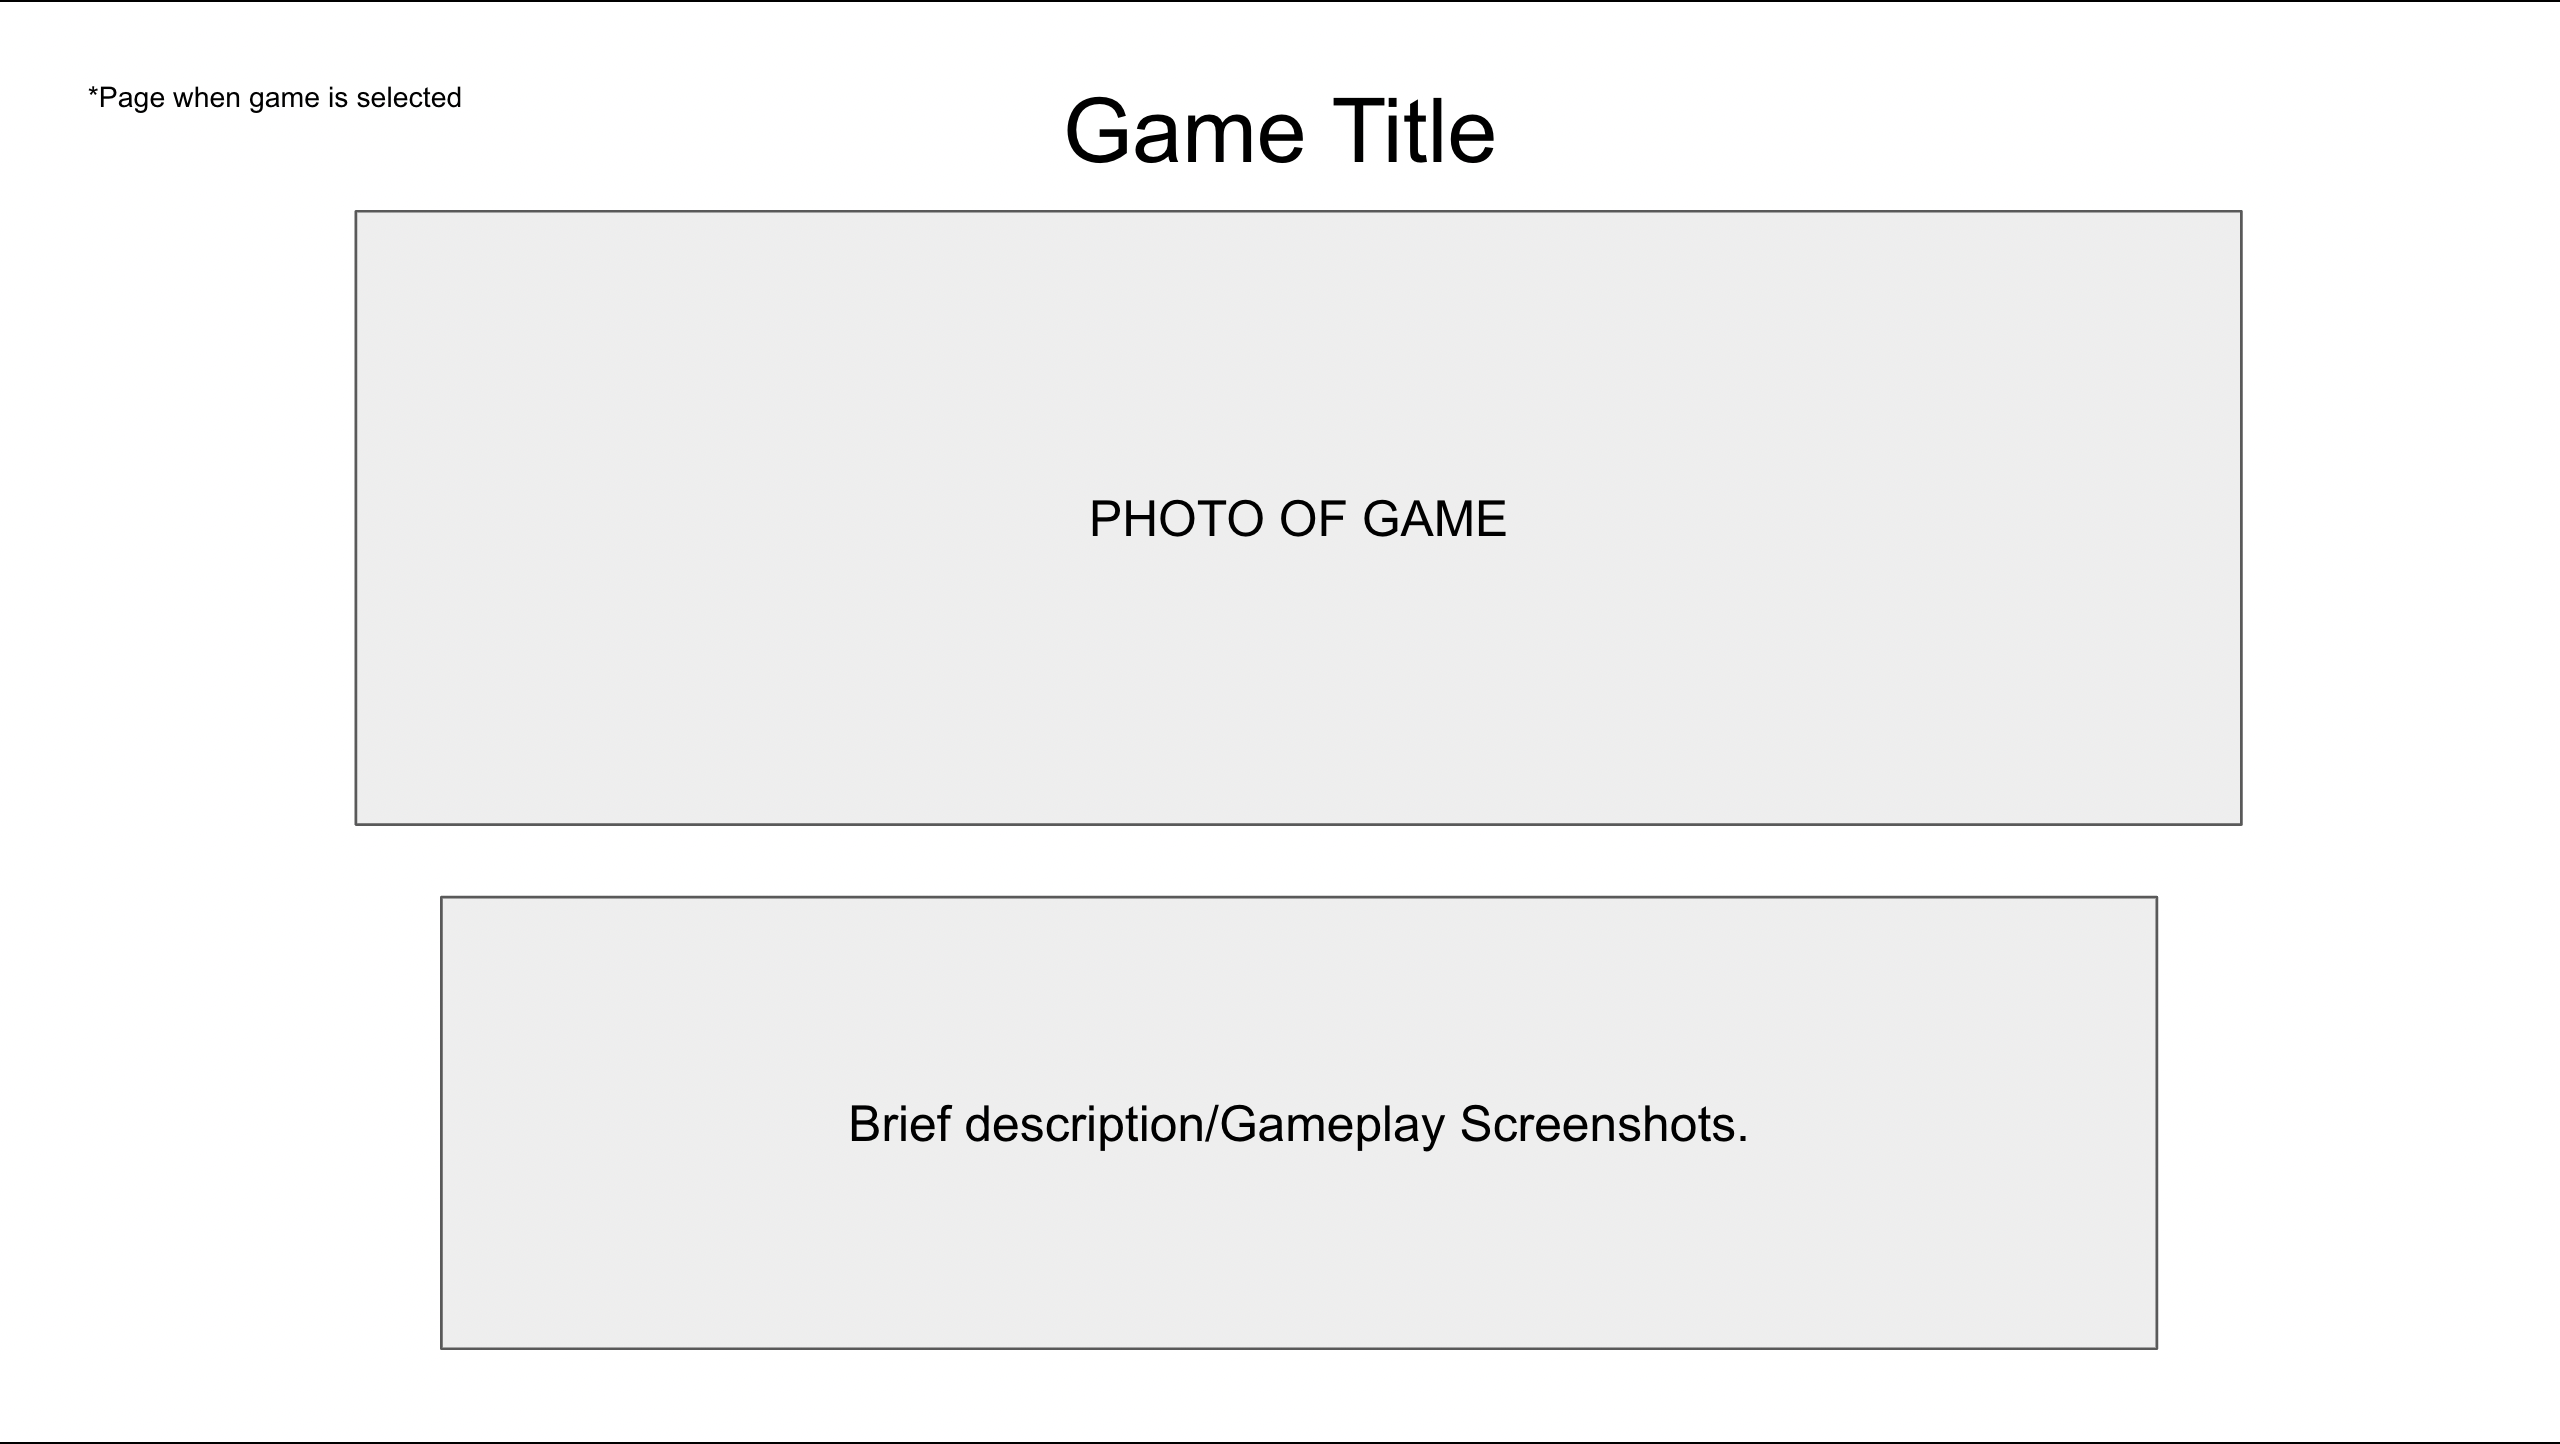 *Page when game is selected
Game Title
PHOTO OF GAME
Brief description/Gameplay Screenshots.